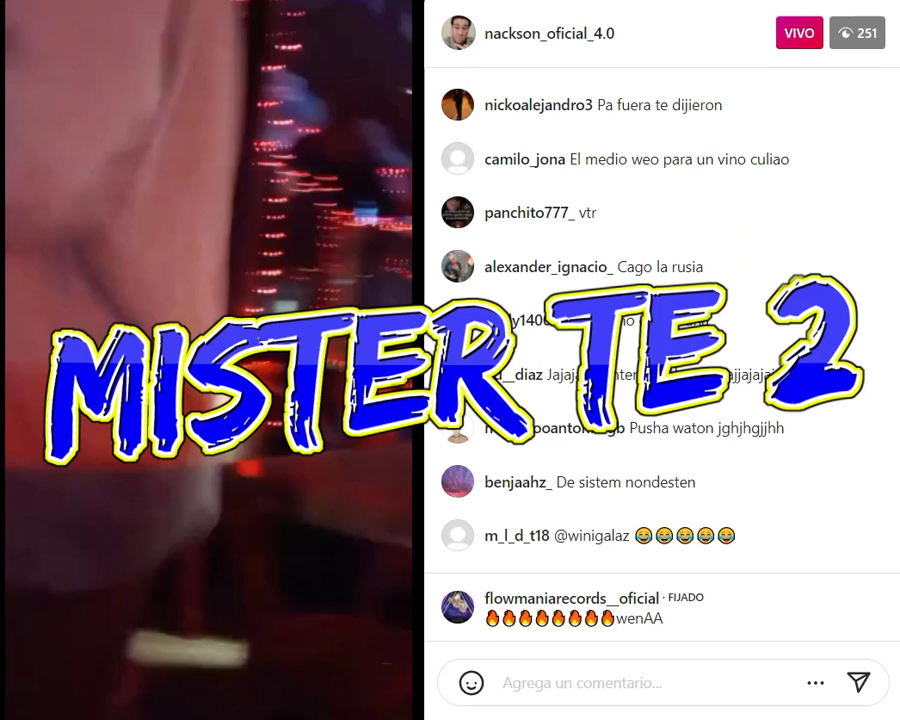 nackson_oficial_4.0
VIVO
251
nickoalejandro3 Pa fuera te dijieron
camilo_jona El medio weo para un vino culiao
panchito777_ vtr
alexander_ignacio_ Cago la rusia
MISTER TE 2
__diaz
Pusha waton jghjhgjjhh
benjaahz_ De sistem nondesten
m_l_d_t18 @winigalaz 😂😂😂😂😂
flowmaniarecords__oficial · FIJADO
🔥🔥🔥🔥🔥🔥🔥🔥wenAA
Agrega un comentario...